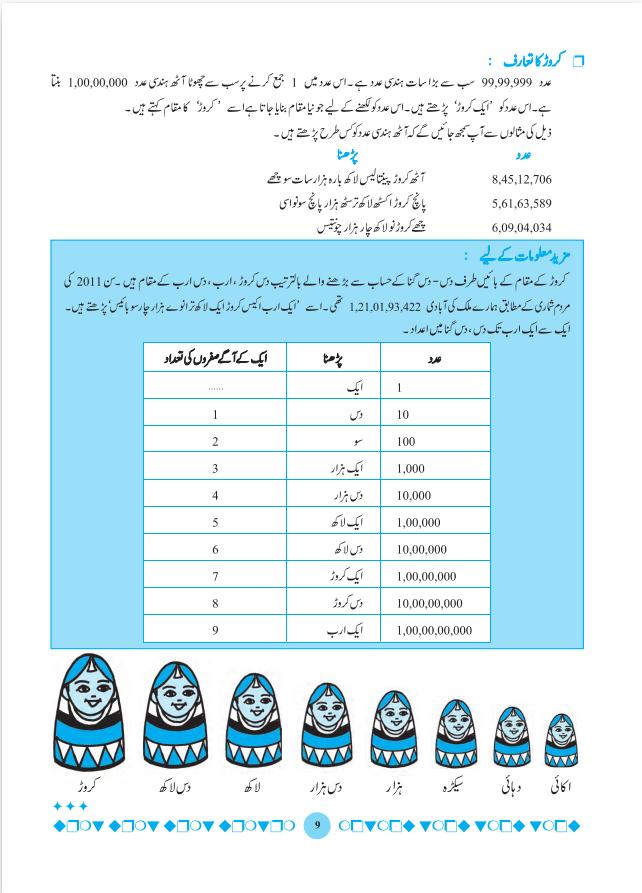 کروڑ کا تعارف :
عدد 99,99,999 سب سے بڑا سات ہندسی عدد ہے۔ اس عدد میں 1 جمع کرنے پر سب سے چھوٹا آٹھ ہندسی عدد 1,00,00,000 بنتا
ہے۔ اس عدد کو ’ایک کروڑ‘ پڑھتے ہیں۔ اس عدد کو لکھنے کے لیے جو نیا مقام بنایا جاتا ہے اسے ’کروڑ‘ کا مقام کہتے ہیں۔
ذیل کی مثالوں سے آپ سمجھ جائیں گے کہ آٹھ ہندسی عدد کو کس طرح پڑھتے ہیں۔
عدد پڑھنا
8,45,12,706 آٹھ کروڑ پینتالیس لاکھ بارہ ہزار سات سو چھے
5,61,63,589 پانچ کروڑ اکسٹھ لاکھ ترسٹھ ہزار پانچ سو نواسی
6,09,04,034 چھے کروڑ نو لاکھ چار ہزار چونتیس
مزید معلومات کے لیے :
کروڑ کے مقام کے بائیں طرف دس - دس گنا کے حساب سے بڑھنے والے بالترتیب دس کروڑ، ارب، دس ارب کے مقام ہیں۔ سن 2011 کی
مردم شماری کے مطابق ہمارے ملک کی آبادی 1,21,01,93,422 تھی۔ اسے ’ایک ارب اکیس کروڑ ایک لاکھ ترانوے ہزار چار سو بائیس‘ پڑھتے ہیں۔
ایک سے ایک ارب تک دس، دس گنا میں اعداد۔
عدد پڑھنا ایک کے آگے صفروں کی تعداد
1 ایک ......
10 دس 1
100 سو 2
1,000 ایک ہزار 3
10,000 دس ہزار 4
1,00,000 ایک لاکھ 5
10,00,000 دس لاکھ 6
1,00,00,000 ایک کروڑ 7
10,00,00,000 دس کروڑ 8
1,00,00,00,000 ایک ارب 9
اکائی دہائی سیکڑہ ہزار دس ہزار لاکھ دس لاکھ کروڑ
9